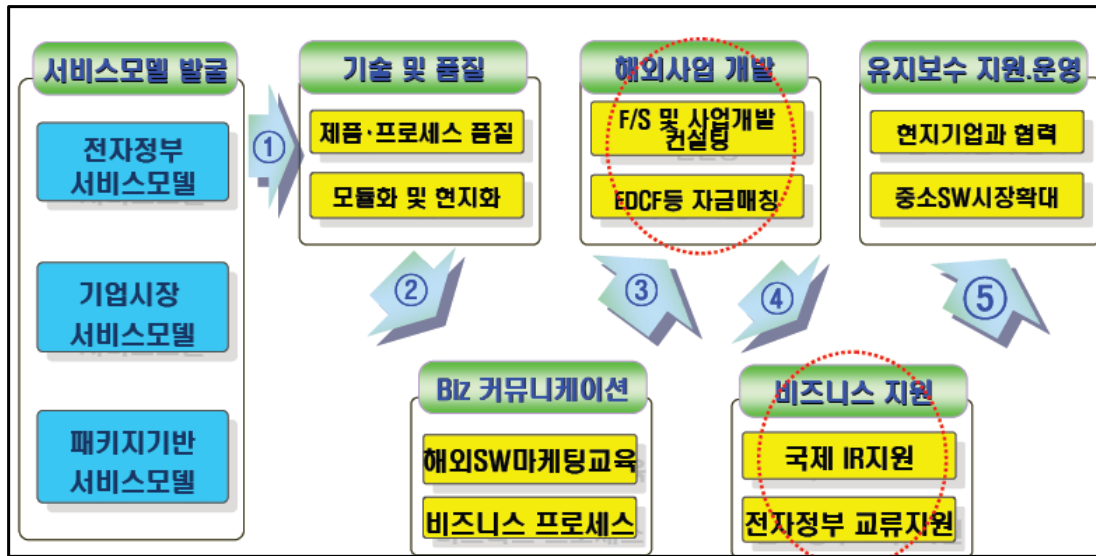 서비스모델 발굴
전자정부
서비스모델
기업시장
서비스모델
패키지기반
서비스모델
①
기술 및 품질
제품·프로세스 품질
모듈화 및 현지화
②
Biz 커뮤니케이션
해외SW마케팅교육
비즈니스 프로세스
③
해외사업 개발
F/S 및 사업개발
컨설팅
EDCF등 자금매칭
④
비즈니스 지원
국제 IR지원
전자정부 교류지원
⑤
유지보수 지원.운영
현지기업과 협력
중소SW시장확대